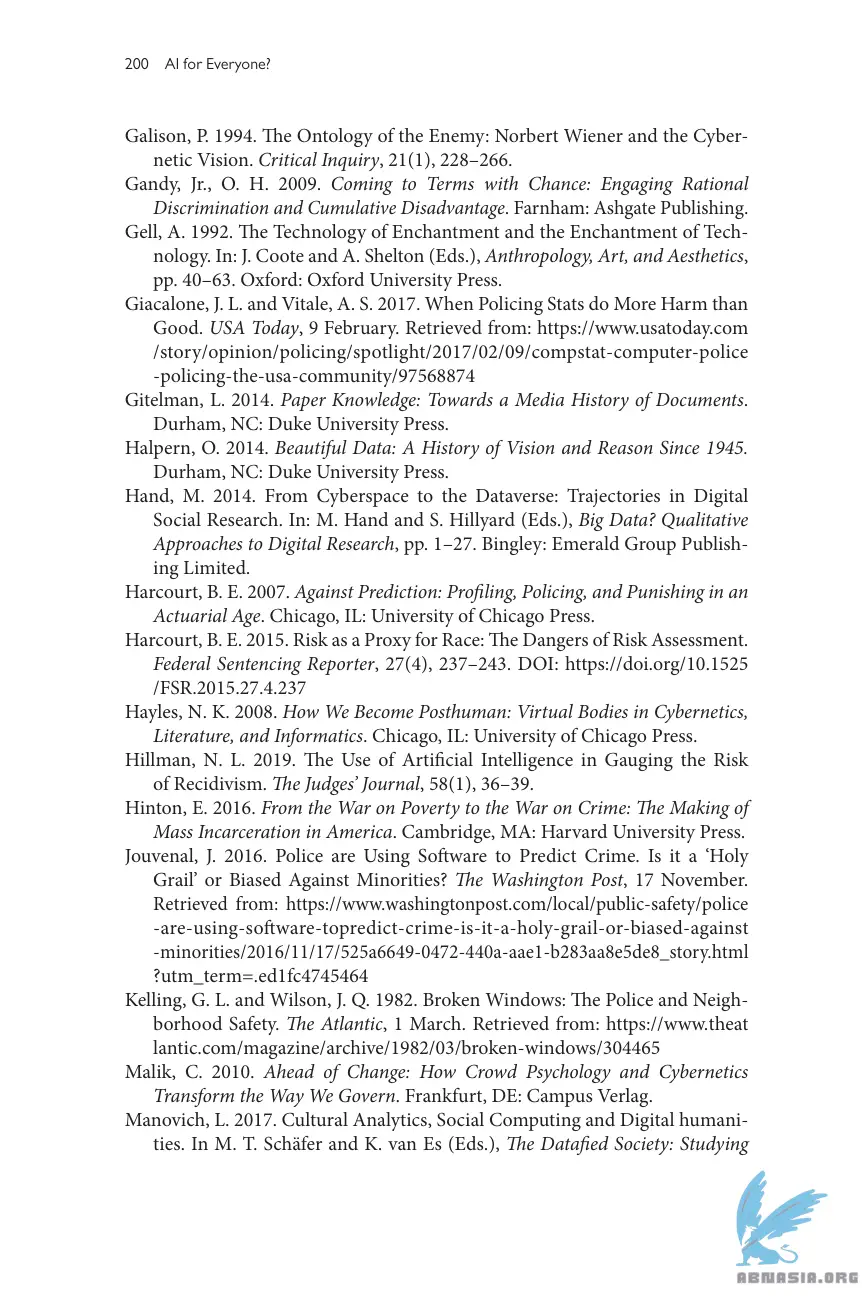 200 AI for Everyone?
Galison, P. 1994. The Ontology of the Enemy: Norbert Wiener and the Cyber-
netic Vision. Critical Inquiry, 21(1), 228–266.
Gandy, Jr., O. H. 2009. Coming to Terms with Chance: Engaging Rational
Discrimination and Cumulative Disadvantage. Farnham: Ashgate Publishing.
Gell, A. 1992. The Technology of Enchantment and the Enchantment of Tech-
nology. In: J. Coote and A. Shelton (Eds.), Anthropology, Art, and Aesthetics,
pp. 40–63. Oxford: Oxford University Press.
Giacalone, J. L. and Vitale, A. S. 2017. When Policing Stats do More Harm than
Good. USA Today, 9 February. Retrieved from: https://www.usatoday.com
/story/opinion/policing/spotlight/2017/02/09/compstat-computer-police
-policing-the-usa-community/97568874
Gitelman, L. 2014. Paper Knowledge: Towards a Media History of Documents.
Durham, NC: Duke University Press.
Halpern, O. 2014. Beautiful Data: A History of Vision and Reason Since 1945.
Durham, NC: Duke University Press.
Hand, M. 2014. From Cyberspace to the Dataverse: Trajectories in Digital
Social Research. In: M. Hand and S. Hillyard (Eds.), Big Data? Qualitative
Approaches to Digital Research, pp. 1–27. Bingley: Emerald Group Publish-
ing Limited.
Harcourt, B. E. 2007. Against Prediction: Profiling, Policing, and Punishing in an
Actuarial Age. Chicago, IL: University of Chicago Press.
Harcourt, B. E. 2015. Risk as a Proxy for Race: The Dangers of Risk Assessment.
Federal Sentencing Reporter, 27(4), 237–243. DOI: https://doi.org/10.1525
/FSR.2015.27.4.237
Hayles, N. K. 2008. How We Become Posthuman: Virtual Bodies in Cybernetics,
Literature, and Informatics. Chicago, IL: University of Chicago Press.
Hillman, N. L. 2019. The Use of Artificial Intelligence in Gauging the Risk
of Recidivism. The Judges' Journal, 58(1), 36–39.
Hinton, E. 2016. From the War on Poverty to the War on Crime: The Making of
Mass Incarceration in America. Cambridge, MA: Harvard University Press.
Jouvenal, J. 2016. Police are Using Software to Predict Crime. Is it a ‘Holy
Grail’ or Biased Against Minorities? The Washington Post, 17 November.
Retrieved from: https://www.washingtonpost.com/local/public-safety/police
-are-using-software-topredict-crime-is-it-a-holy-grail-or-biased-against
-minorities/2016/11/17/525a6649-0472-440a-aae1-b283aa8e5de8_story.html
?utm_term=.ed1fc4745464
Kelling, G. L. and Wilson, J. Q. 1982. Broken Windows: The Police and Neigh-
borhood Safety. The Atlantic, 1 March. Retrieved from: https://www.theat
lantic.com/magazine/archive/1982/03/broken-windows/304465
Malik, C. 2010. Ahead of Change: How Crowd Psychology and Cybernetics
Transform the Way We Govern. Frankfurt, DE: Campus Verlag.
Manovich, L. 2017. Cultural Analytics, Social Computing and Digital humani-
ties. In M. T. Schäfer and K. van Es (Eds.), The Datafied Society: Studying
ABNASIA.ORG